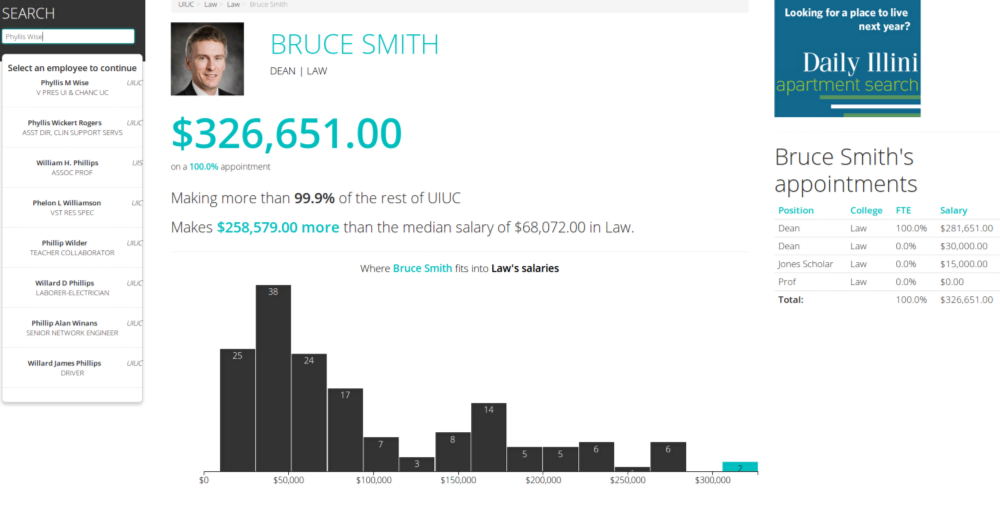 SEARCH
Phyllis Wise
Select an employee to continue
Phyllis M Wise UIUC
V PRES UI & CHANC UC
Phyllis Wickert Rogers UIUC
ASST DIR, CLIN SUPPORT SERVS
William H. Phillips UIS
ASSOC PROF
Phelon L Williamson UIC
VST RES SPEC
Phillip Wilder UIUC
TEACHER COLLABORATOR
Willard D Phillips UIUC
LABORER-ELECTRICIAN
Phillip Alan Winans UIUC
SENIOR NETWORK ENGINEER
Willard James Phillips UIUC
DRIVER
UIUC > Law > Law > Bruce Smith
BRUCE SMITH
DEAN | LAW
$326,651.00
on a 100.0% appointment
Making more than 99.9% of the rest of UIUC
Makes $258,579.00 more than the median salary of $68,072.00 in Law.
Where Bruce Smith fits into Law's salaries
25 38 24 17 7 3 8 14 5 5 6 6 2
$0 $50,000 $100,000 $150,000 $200,000 $250,000 $300,000
Looking for a place to live
next year?
Daily Illini
apartment search
Bruce Smith's
appointments
Position College FTE Salary
Dean Law 100.0% $281,651.00
Dean Law 0.0% $30,000.00
Jones Scholar Law 0.0% $15,000.00
Prof Law 0.0% $0.00
Total: 100.0% $326,651.00